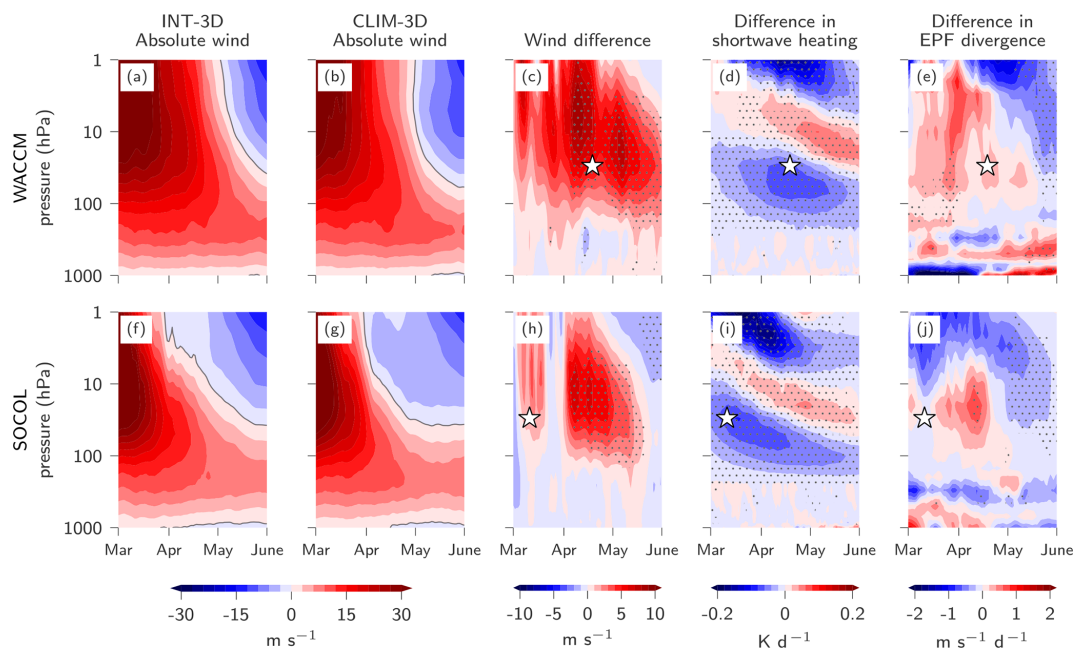 INT-3D
Absolute wind
CLIM-3D
Absolute wind
Wind difference
Difference in
shortwave heating
Difference in
EPF divergence
WACCM
pressure (hPa)
1
10
100
1000
(a)
(b)
(c)
(d)
(e)
SOCOL
pressure (hPa)
1
10
100
1000
(f)
(g)
(h)
(i)
(j)
Mar Apr May June
Mar Apr May June
Mar Apr May June
Mar Apr May June
Mar Apr May June
-30 -15 0 15 30
m s⁻¹
-10 -5 0 5 10
m s⁻¹
-0.2 0 0.2
K d⁻¹
-2 -1 0 1 2
m s⁻¹ d⁻¹